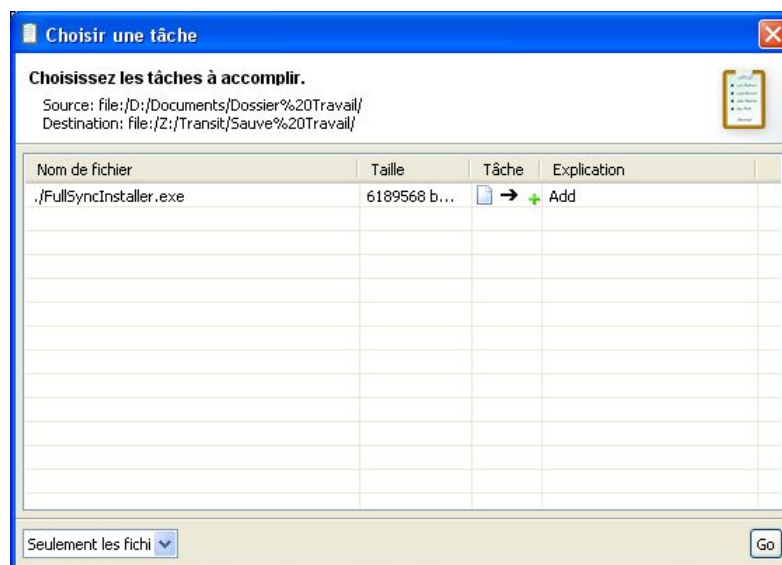 Choisir une tâche
Choisissez les tâches à accomplir.
Source: file:/D:/Documents/Dossier%20Travail/
Destination: file:/Z:/Transit/Sauve%20Travail/
Nom de fichier Taille Tâche Explication
./FullSyncInstaller.exe 6189568 b... Add
Seulement les fichi Go